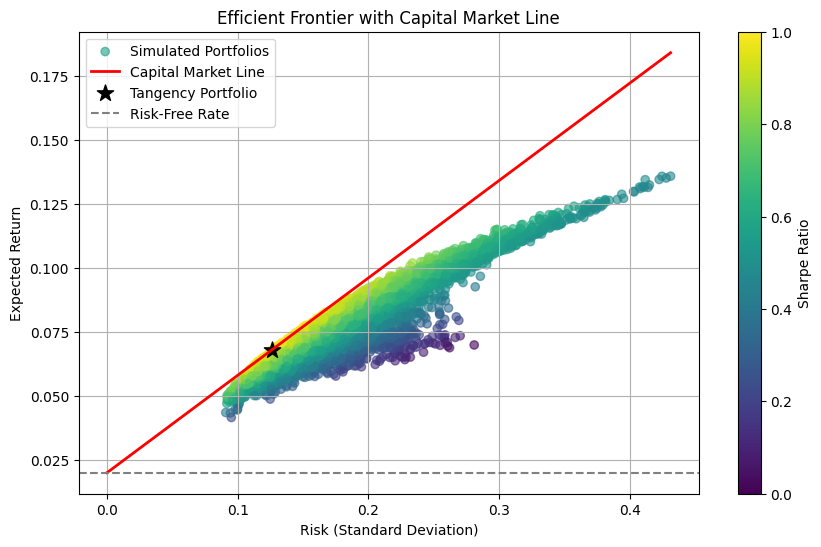 Efficient Frontier with Capital Market Line
Simulated Portfolios
Capital Market Line
Tangency Portfolio
Risk-Free Rate
Expected Return
0.175
0.150
0.125
0.100
0.075
0.050
0.025
0.0
0.1
0.2
0.3
0.4
Risk (Standard Deviation)
1.0
0.8
0.6
0.4
0.2
0.0
Sharpe Ratio